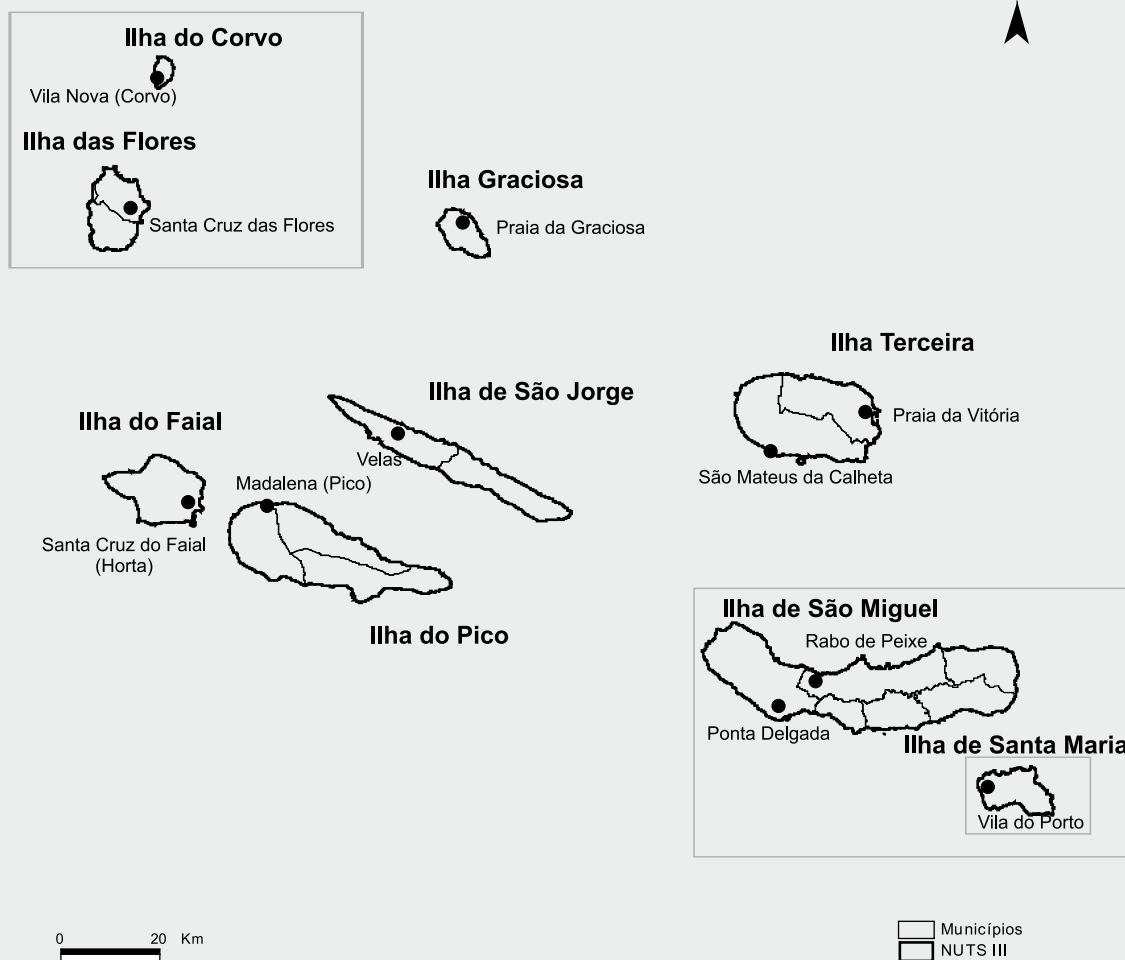 Ilha do Corvo
Vila Nova (Corvo)
Ilha das Flores
Santa Cruz das Flores
Ilha Graciosa
Praia da Graciosa
Ilha Terceira
Praia da Vitória
São Mateus da Calheta
Ilha de São Jorge
Velas
Ilha do Faial
Santa Cruz do Faial
(Horta)
Madalena (Pico)
Ilha do Pico
Ilha de São Miguel
Rabo de Peixe
Ponta Delgada
Ilha de Santa Maria
Vila do Porto
0 20 Km
Municípios
NUTS III